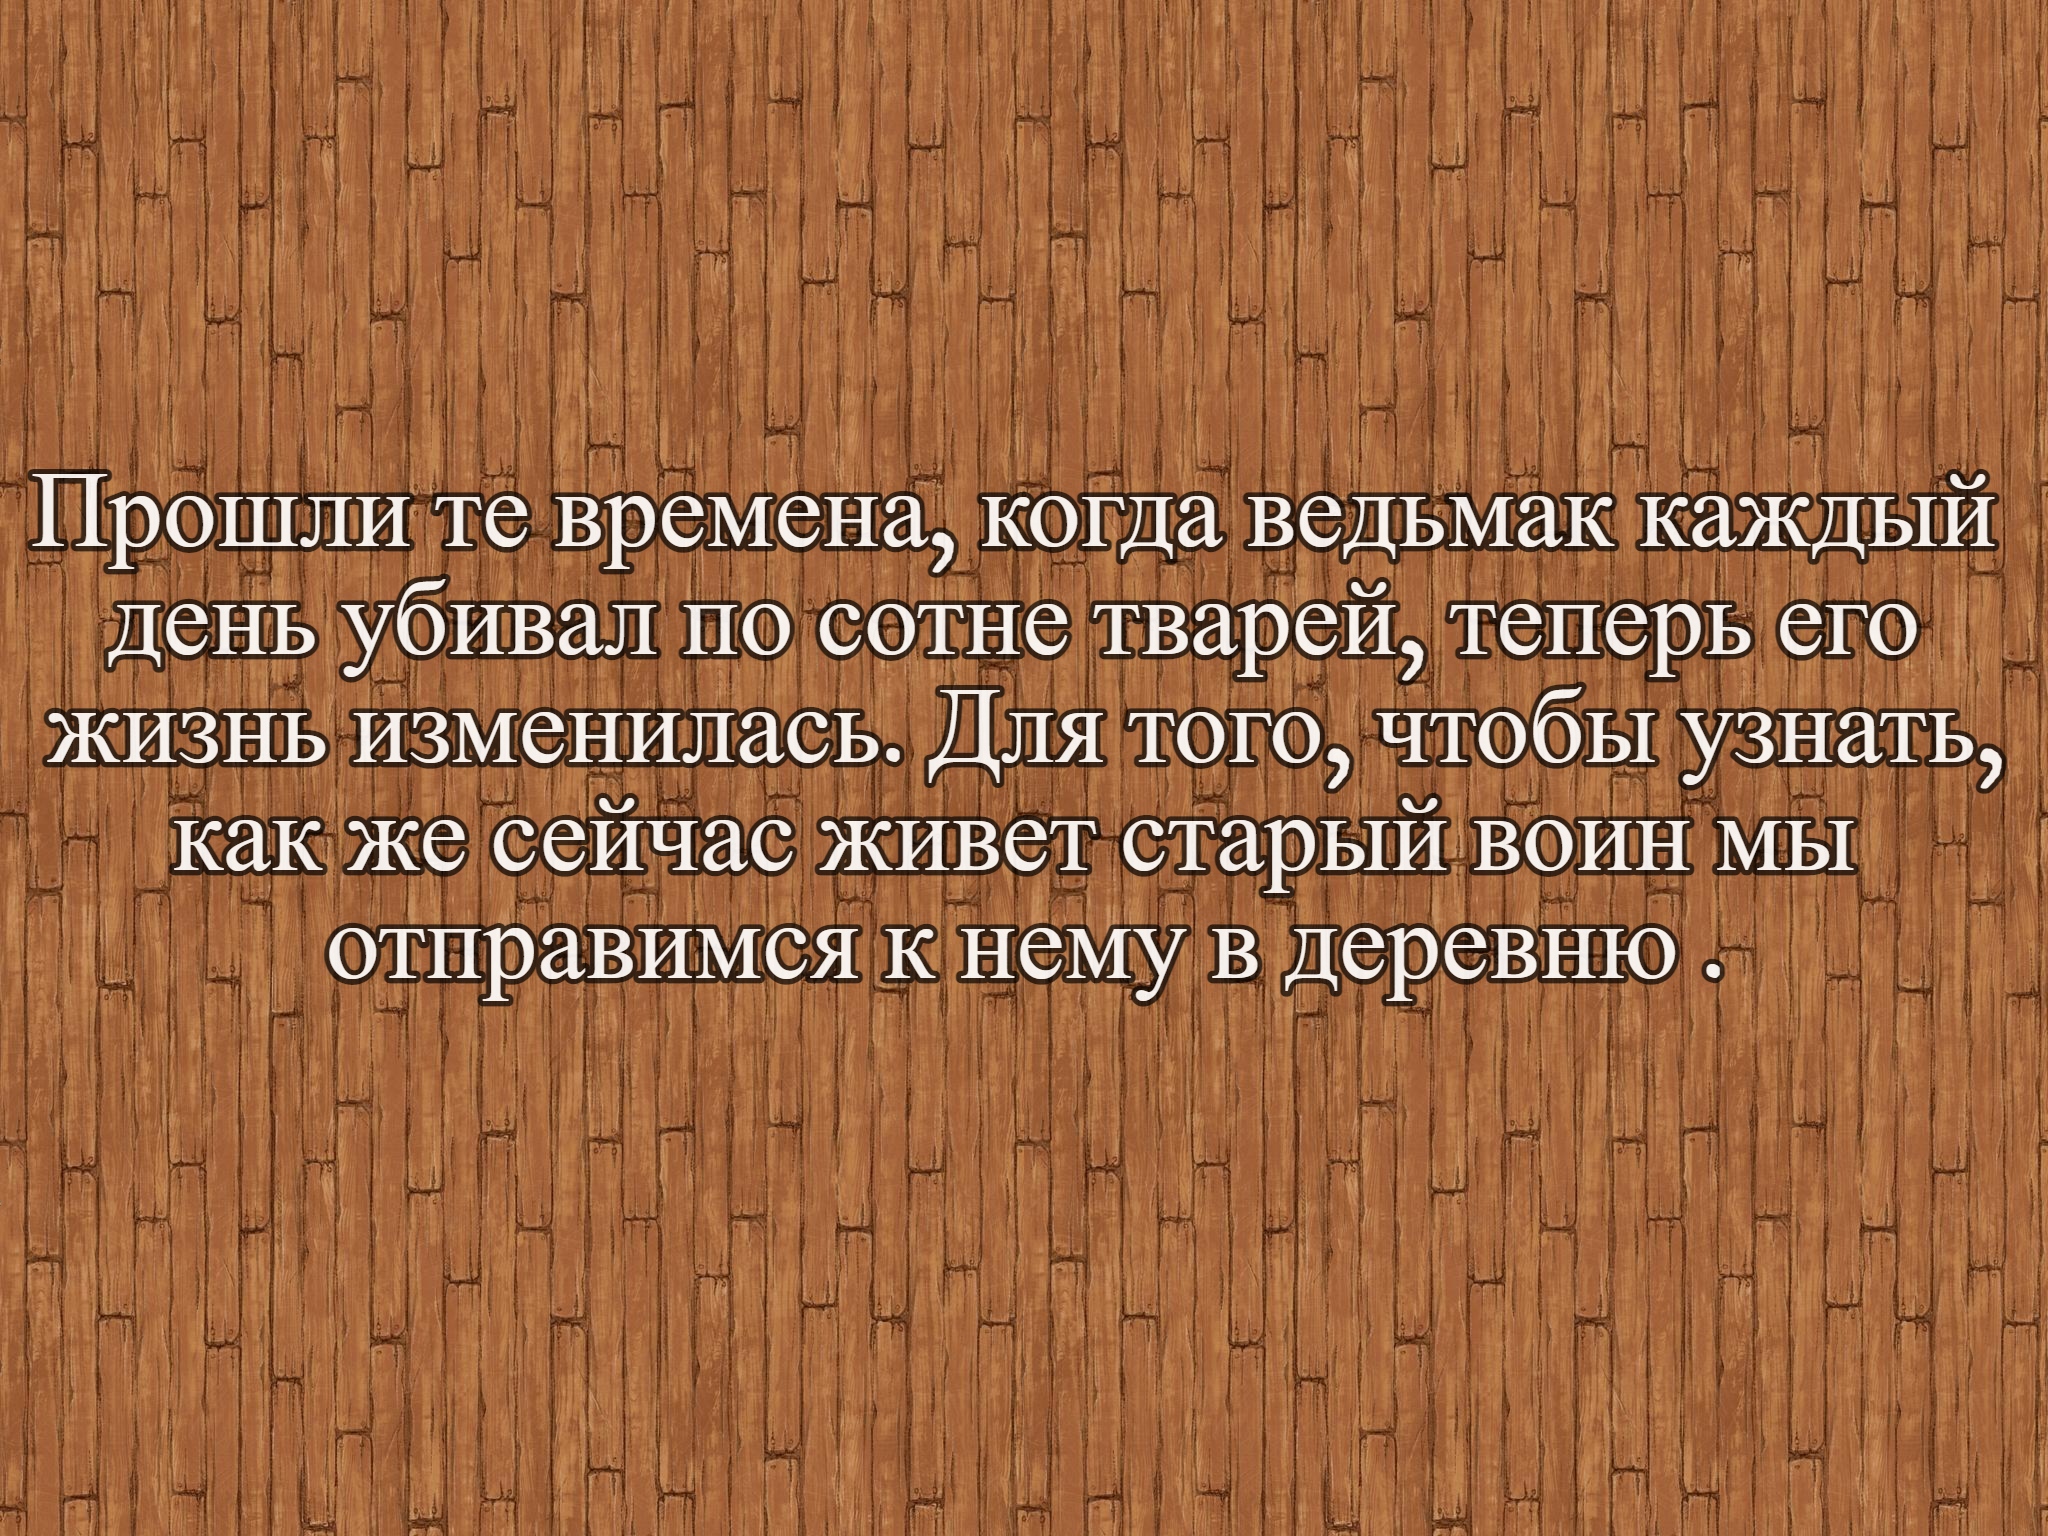 Прошли те времена, когда ведьмак каждый
день убивал по сотне тварей, теперь его
жизнь изменилась. Для того, чтобы узнать,
как же сейчас живет старый воин мы
отправимся к нему в деревню .